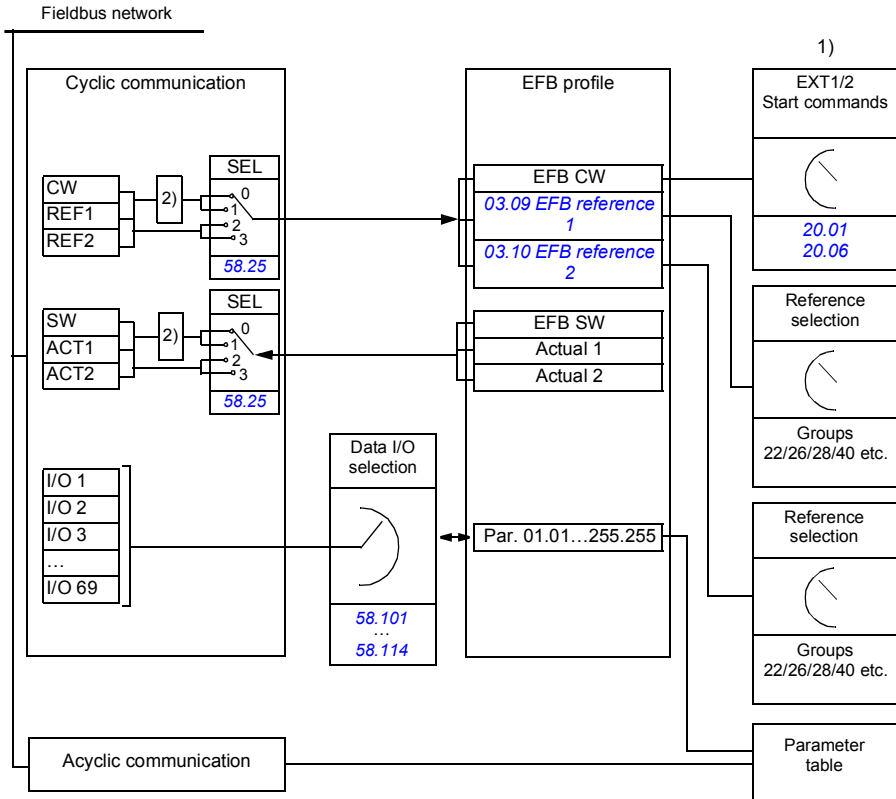 Fieldbus network
1)
Cyclic communication
EFB profile
EXT1/2
Start commands
SEL
CW
REF1
REF2
2)
0
1
2
3
58.25
EFB CW
03.09 EFB reference
1
03.10 EFB reference
2
20.01
20.06
SEL
SW
ACT1
ACT2
2)
0
1
2
3
58.25
EFB SW
Actual 1
Actual 2
Reference
selection
Groups
22/26/28/40 etc.
Data I/O
selection
I/O 1
I/O 2
I/O 3
...
I/O 69
58.101
...
58.114
Par. 01.01…255.255
Reference
selection
Groups
22/26/28/40 etc.
Acyclic communication
Parameter
table